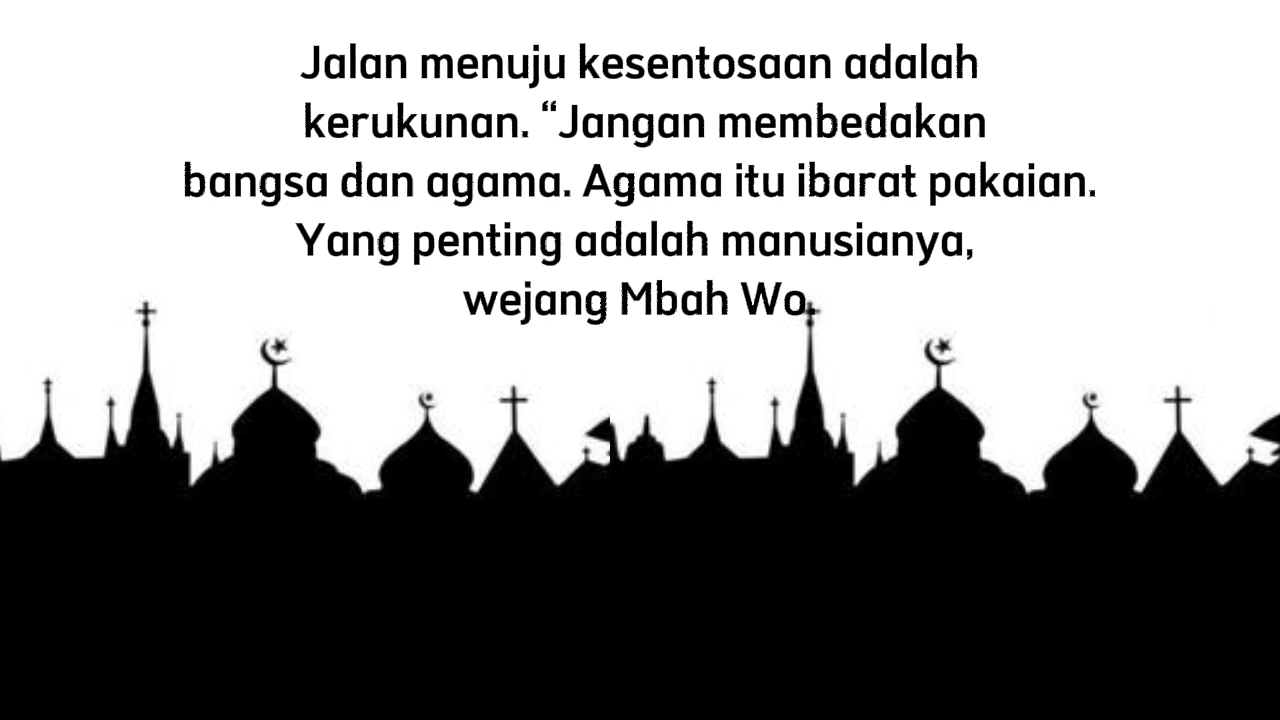 Jalan menuju kesentosaan adalah
kerukunan. “Jangan membedakan
bangsa dan agama. Agama itu ibarat pakaian.
Yang penting adalah manusianya,
wejang Mbah Wo.